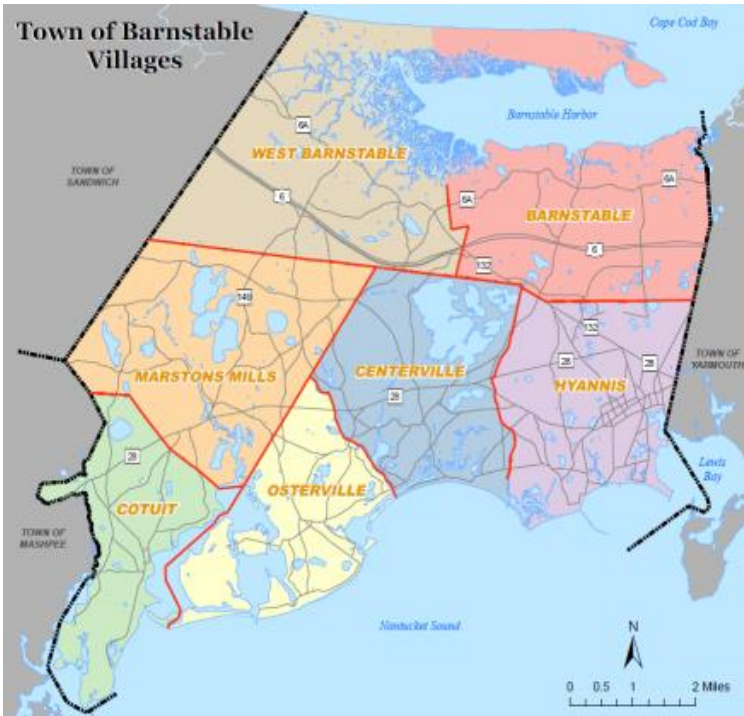 Town of Barnstable
Villages
Cape Cod Bay
Barnstable Harbor
6A
WEST BARNSTABLE
TOWN OF
SANDWICH
6
6A
6A
BARNSTABLE
6
132
149
132
28
28
TOWN OF
YARMOUTH
MARSTONS MILLS
CENTERVILLE
HYANNIS
28
28
COTUIT
OSTERVILLE
Lewis
Bay
TOWN OF
MASHPEE
Nantucket Sound
N
0 0.5 1 2 Miles